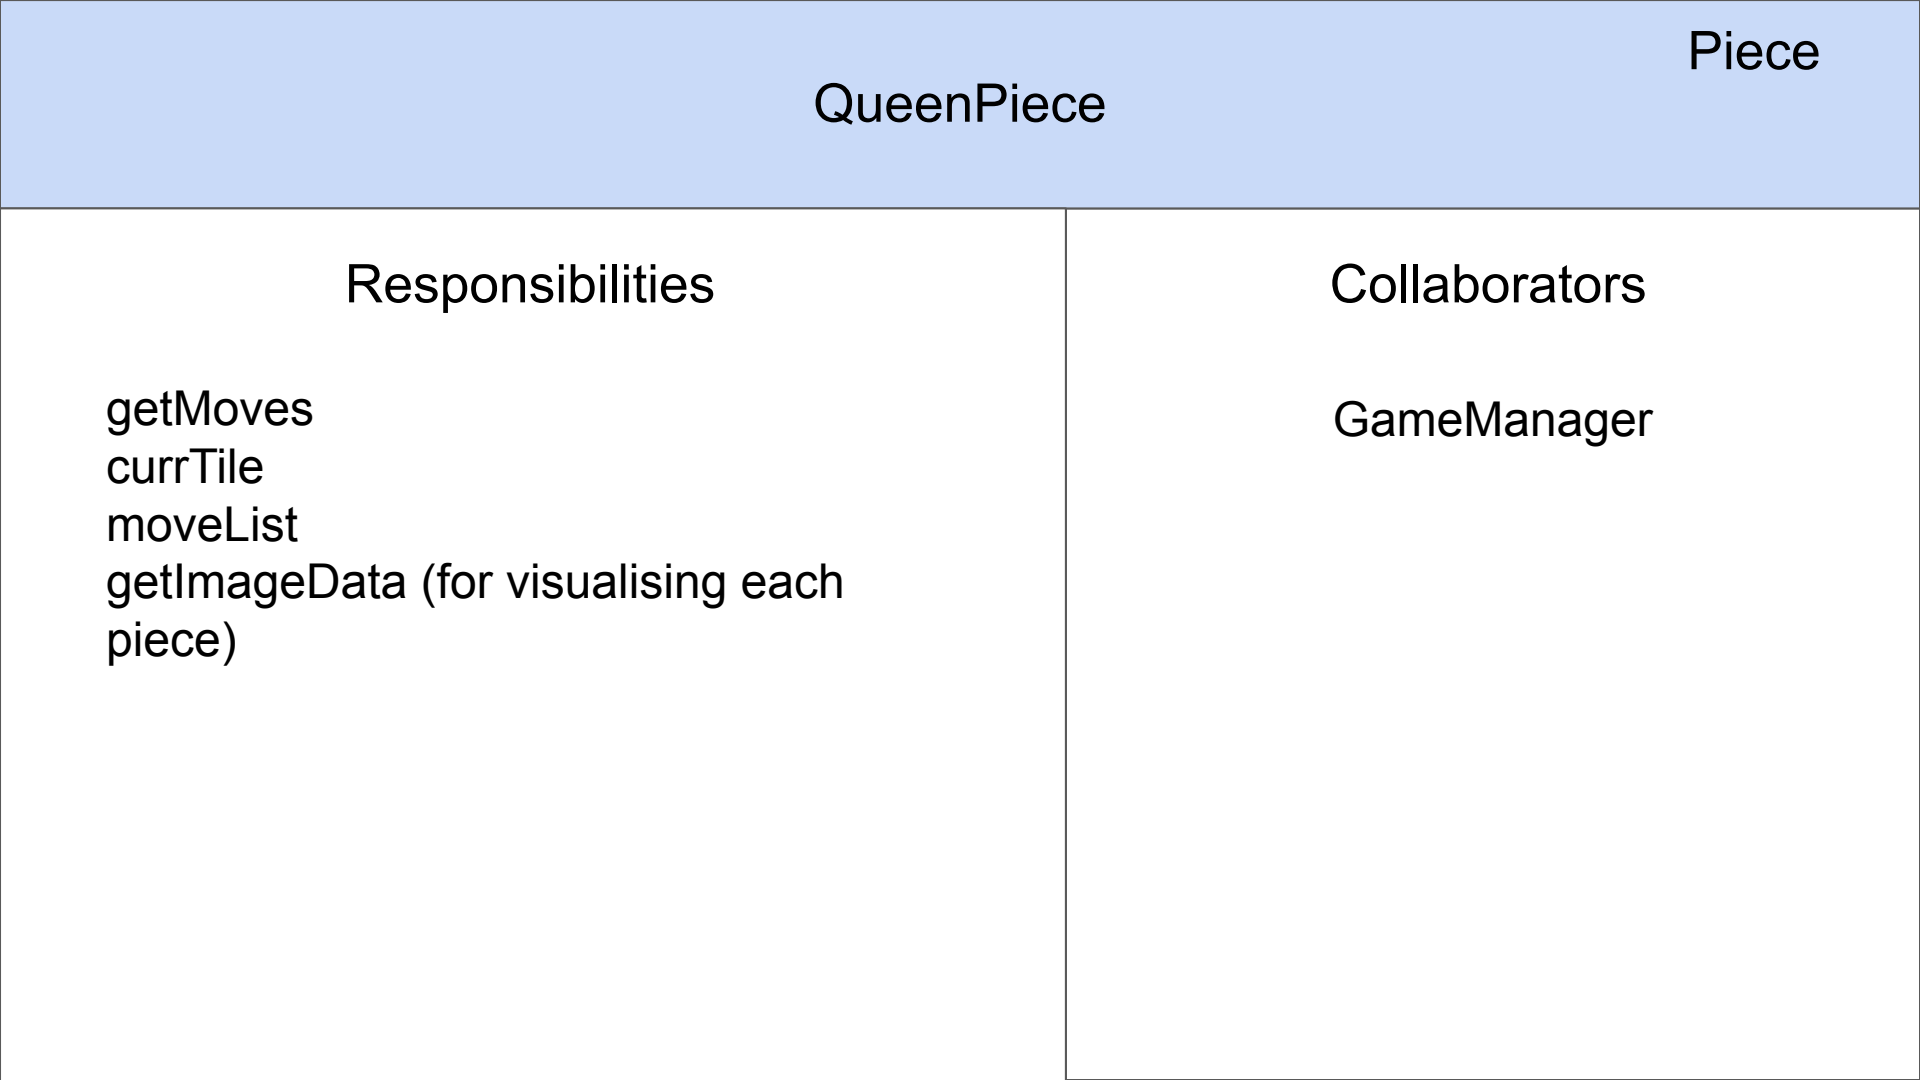 Piece
QueenPiece
Responsibilities
getMoves
currTile
moveList
getImageData (for visualising each
piece)
Collaborators
GameManager